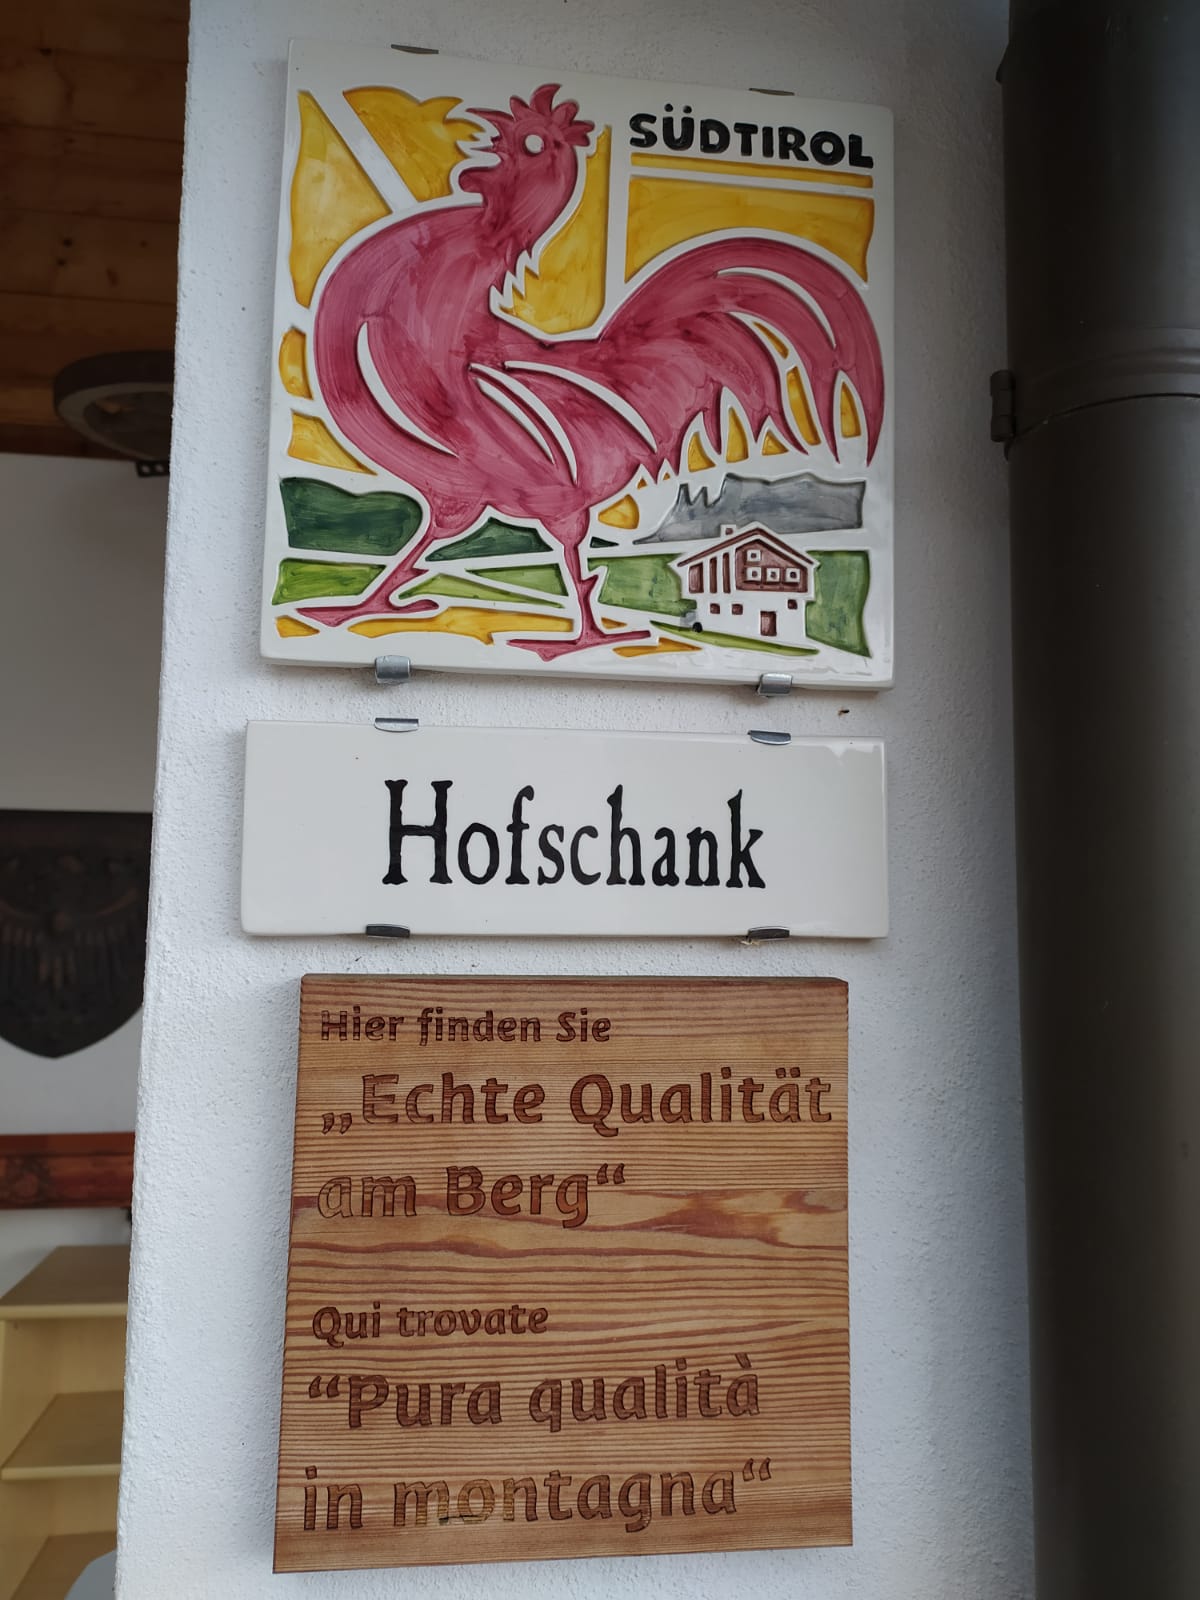 SÜDTIROL
Hofschank
Hier finden Sie
„Echte Qualität
am Berg“
Qui trovate
“Pura qualità
in montagna“